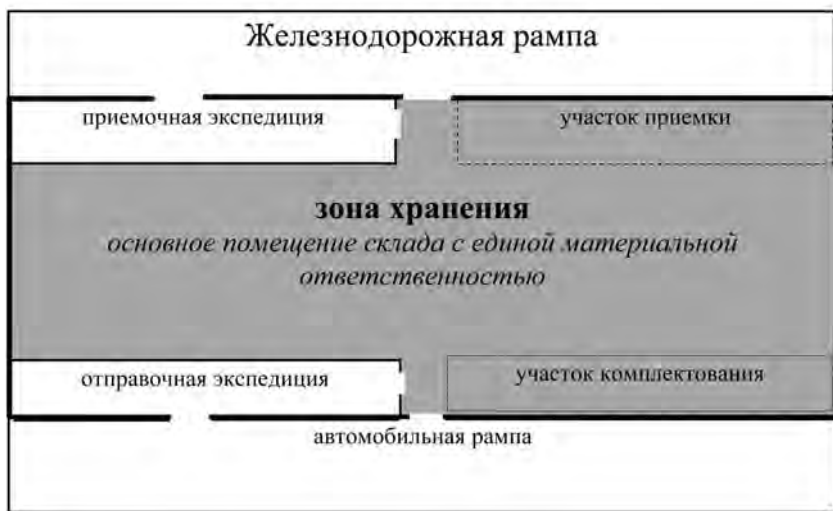 Железнодорожная рампа
приемочная экспедиция
участок приемки
зона хранения
основное помещение склада с единой материальной
ответственностью
отправочная экспедиция
участок комплектования
автомобильная рампа